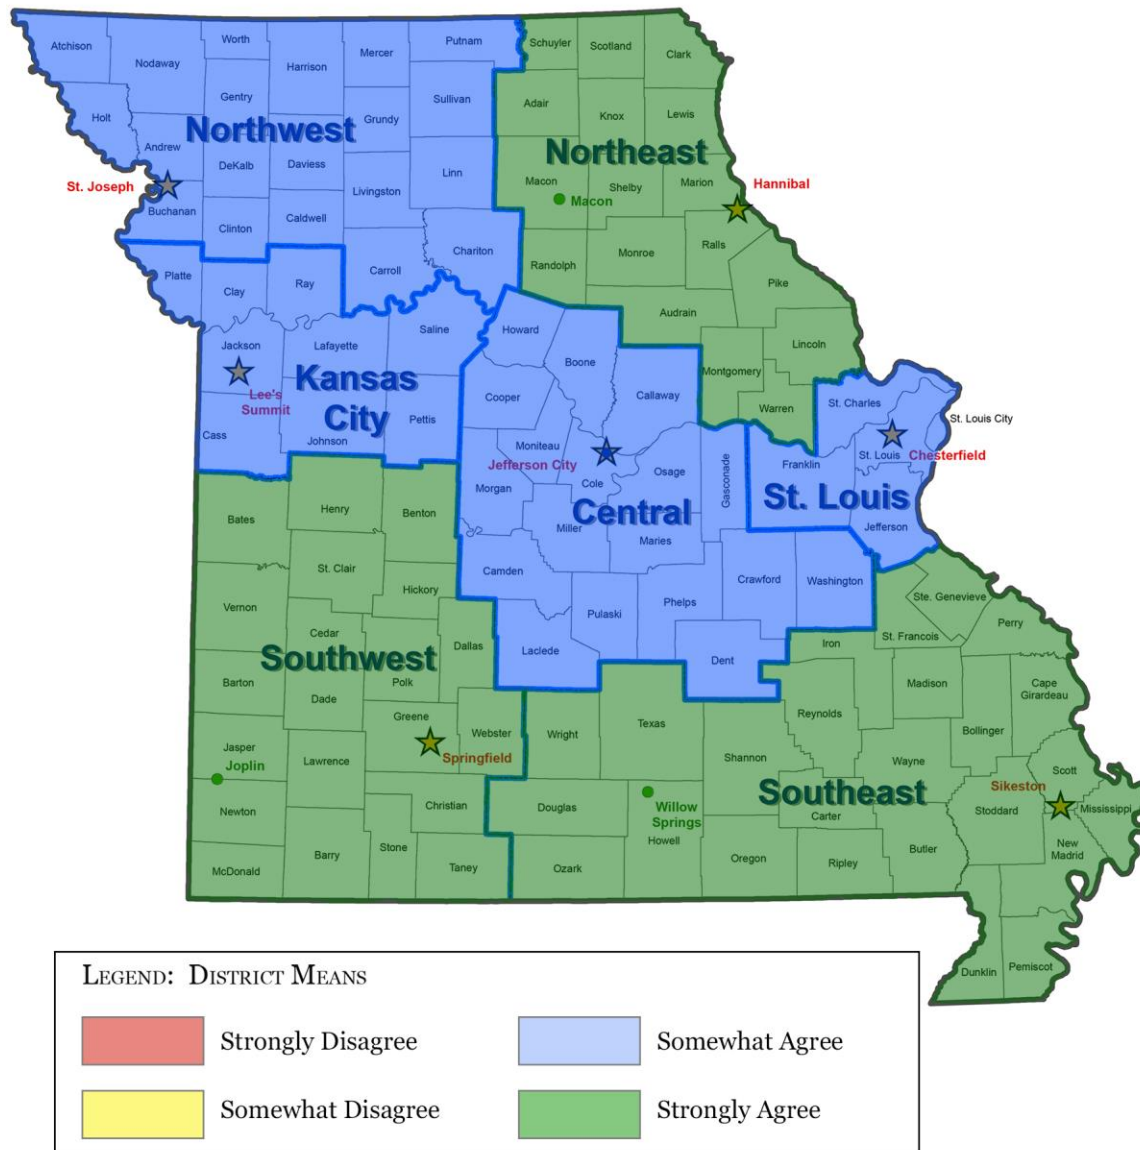 Atchison
Nodaway
Worth
Harrison
Mercer
Putnam
Schuyler
Scotland
Clark
Holt
Gentry
Grundy
Sullivan
Adair
Knox
Lewis
Northwest
Northeast
Andrew
DeKalb
Daviess
Linn
Macon
Shelby
Marion
Hannibal
St. Joseph
Livingston
Macon
Buchanan
Clinton
Caldwell
Chariton
Monroe
Ralls
Randolph
Platte
Clay
Ray
Carroll
Pike
Audrain
Howard
Saline
Boone
Jackson
Lafayette
Lincoln
Kansas
City
Lee's
Summit
Montgomery
Callaway
Cooper
Warren
St. Charles
St. Louis City
Cass
Johnson
Pettis
Moniteau
Jefferson City
Cole
Osage
Gasconade
Franklin
St. Louis
Chesterfield
Morgan
Central
St. Louis
Bates
Henry
Benton
Miller
Maries
Jefferson
St. Clair
Camden
Crawford
Washington
Hickory
Pulaski
Phelps
Ste. Genevieve
Vernon
Cedar
Dallas
St. Francois
Perry
Southwest
Laclede
Dent
Iron
Barton
Polk
Madison
Cape
Girardeau
Dade
Greene
Texas
Reynolds
Webster
Wright
Bollinger
Jasper
Joplin
Lawrence
Springfield
Shannon
Wayne
Scott
Southeast
Sikeston
Newton
Christian
Douglas
Willow
Springs
Carter
Stoddard
Mississippi
Howell
New
Madrid
McDonald
Barry
Stone
Taney
Ozark
Oregon
Ripley
Butler
Dunklin
Pemiscot
LEGEND: DISTRICT MEANS
Strongly Disagree
Somewhat Agree
Somewhat Disagree
Strongly Agree